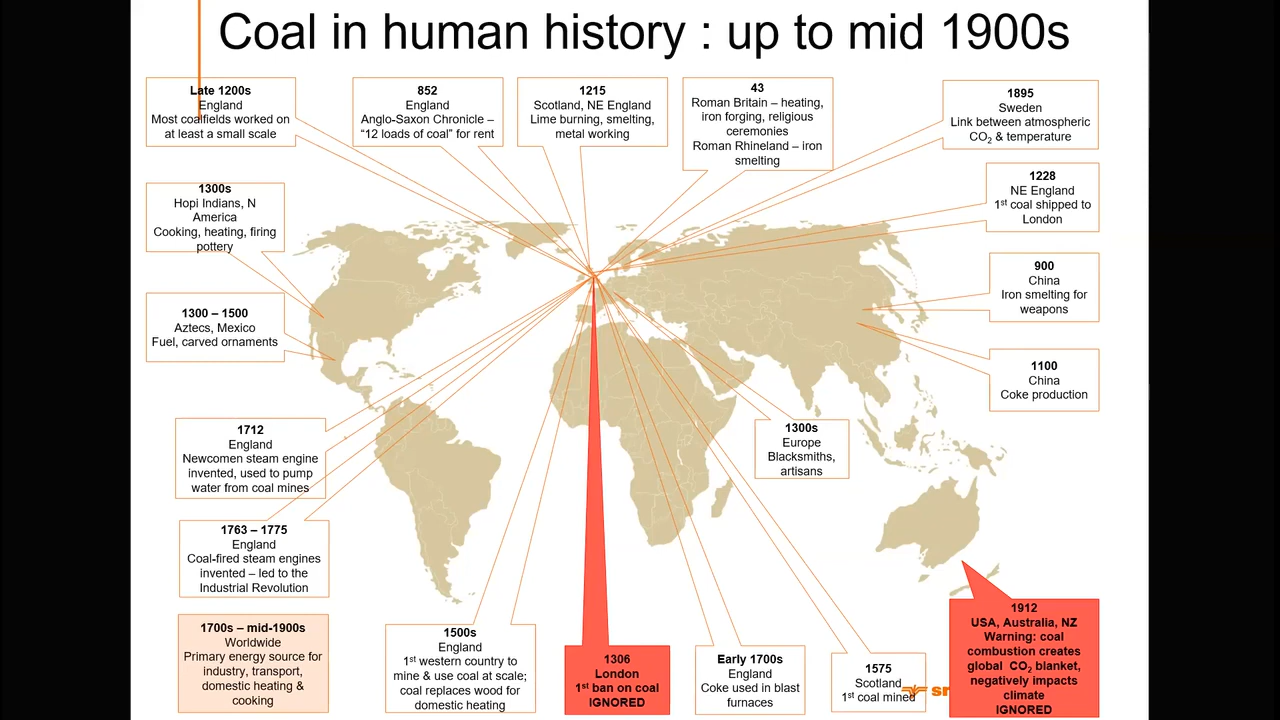 Coal in human history : up to mid 1900s
Late 1200s
England
Most coalfields worked on
at least a small scale
852
England
Anglo-Saxon Chronicle –
“12 loads of coal” for rent
1215
Scotland, NE England
Lime burning, smelting,
metal working
43
Roman Britain – heating,
iron forging, religious
ceremonies
Roman Rhineland – iron
smelting
1895
Sweden
Link between atmospheric
CO₂ & temperature
1300s
Hopi Indians, N
America
Cooking, heating, firing
pottery
1228
NE England
1st coal shipped to
London
900
China
Iron smelting for
weapons
1300 – 1500
Aztecs, Mexico
Fuel, carved ornaments
1100
China
Coke production
1712
England
Newcomen steam engine
invented, used to pump
water from coal mines
1300s
Europe
Blacksmiths,
artisans
1763 – 1775
England
Coal-fired steam engines
invented – led to the
Industrial Revolution
1700s – mid-1900s
Worldwide
Primary energy source for
industry, transport,
domestic heating &
cooking
1500s
England
1st western country to
mine & use coal at scale;
coal replaces wood for
domestic heating
1306
London
1st ban on coal
IGNORED
Early 1700s
England
Coke used in blast
furnaces
1575
Scotland
1st coal mined
1912
USA, Australia, NZ
Warning: coal
combustion creates
global CO₂ blanket,
negatively impacts
climate
IGNORED